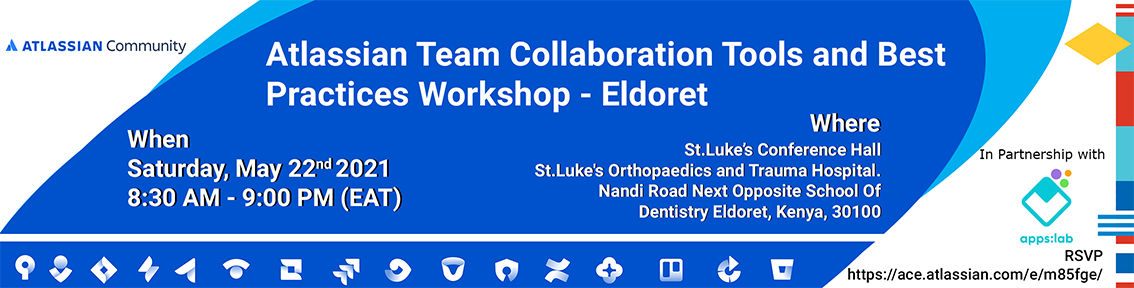 ATLASSIAN Community
Atlassian Team Collaboration Tools and Best
Practices Workshop - Eldoret
When
Saturday, May 22nd 2021
8:30 AM - 9:00 PM (EAT)
Where
St.Luke’s Conference Hall
St.Luke's Orthopaedics and Trauma Hospital.
Nandi Road Next Opposite School Of
Dentistry Eldoret, Kenya, 30100
In Partnership with
apps:lab
RSVP
https://ace.atlassian.com/e/m85fge/